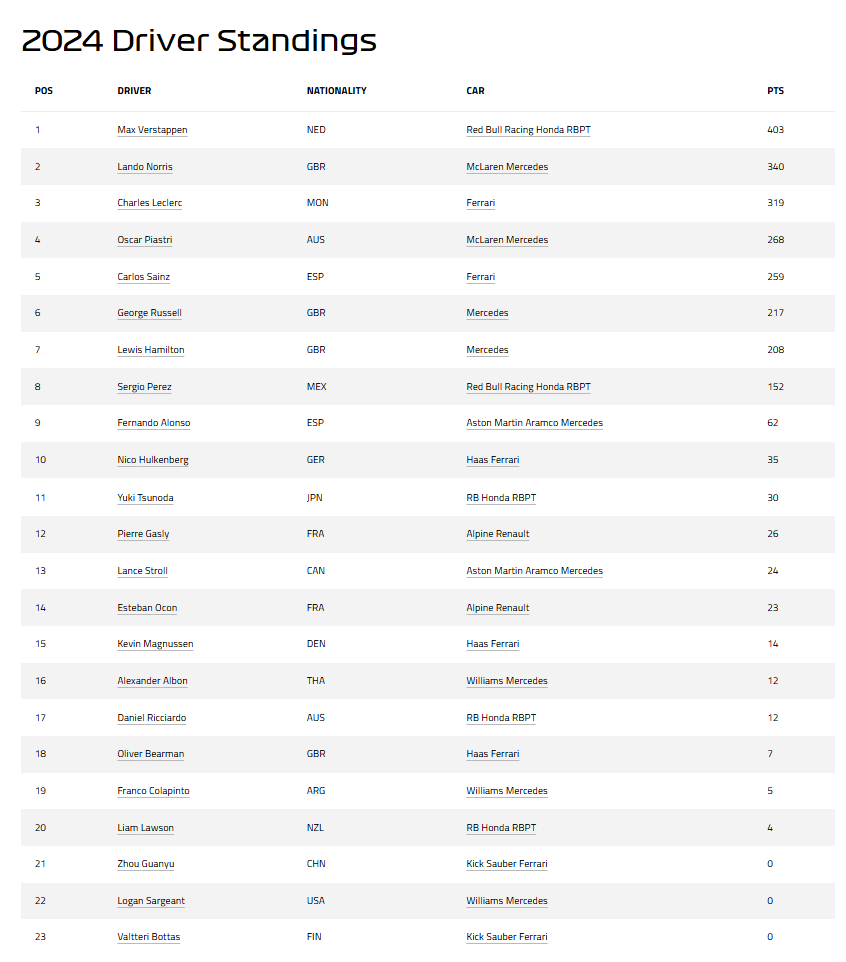 2024 Driver Standings
POS DRIVER NATIONALITY CAR PTS
1 Max Verstappen NED Red Bull Racing Honda RBPT 403
2 Lando Norris GBR McLaren Mercedes 340
3 Charles Leclerc MON Ferrari 319
4 Oscar Piastri AUS McLaren Mercedes 268
5 Carlos Sainz ESP Ferrari 259
6 George Russell GBR Mercedes 217
7 Lewis Hamilton GBR Mercedes 208
8 Sergio Perez MEX Red Bull Racing Honda RBPT 152
9 Fernando Alonso ESP Aston Martin Aramco Mercedes 62
10 Nico Hulkenberg GER Haas Ferrari 35
11 Yuki Tsunoda JPN RB Honda RBPT 30
12 Pierre Gasly FRA Alpine Renault 26
13 Lance Stroll CAN Aston Martin Aramco Mercedes 24
14 Esteban Ocon FRA Alpine Renault 23
15 Kevin Magnussen DEN Haas Ferrari 14
16 Alexander Albon THA Williams Mercedes 12
17 Daniel Ricciardo AUS RB Honda RBPT 12
18 Oliver Bearman GBR Haas Ferrari 7
19 Franco Colapinto ARG Williams Mercedes 5
20 Liam Lawson NZL RB Honda RBPT 4
21 Zhou Guanyu CHN Kick Sauber Ferrari 0
22 Logan Sargeant USA Williams Mercedes 0
23 Valtteri Bottas FIN Kick Sauber Ferrari 0